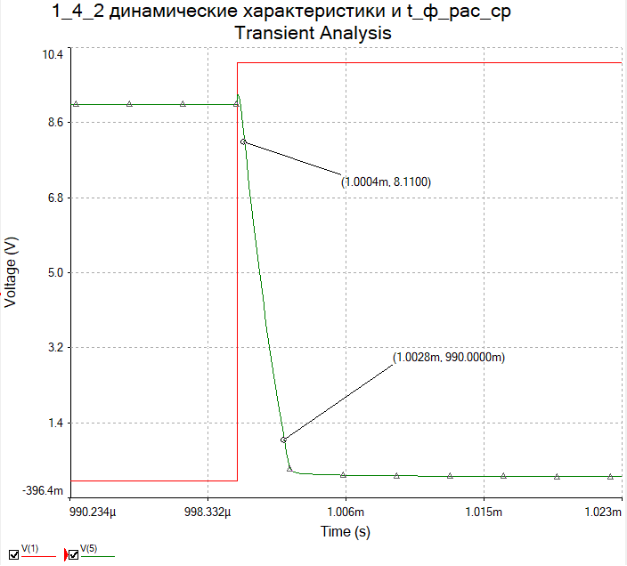 1_4_2 динамические характеристики и t_ф_рас_ср
Transient Analysis
10.4
8.6
6.8
5.0
3.2
1.4
-396.4m
Voltage (V)
(1.0004m, 8.1100)
(1.0028m, 990.0000m)
990.234µ 998.332µ 1.006m 1.015m 1.023m
Time (s)
V(1) V(5)